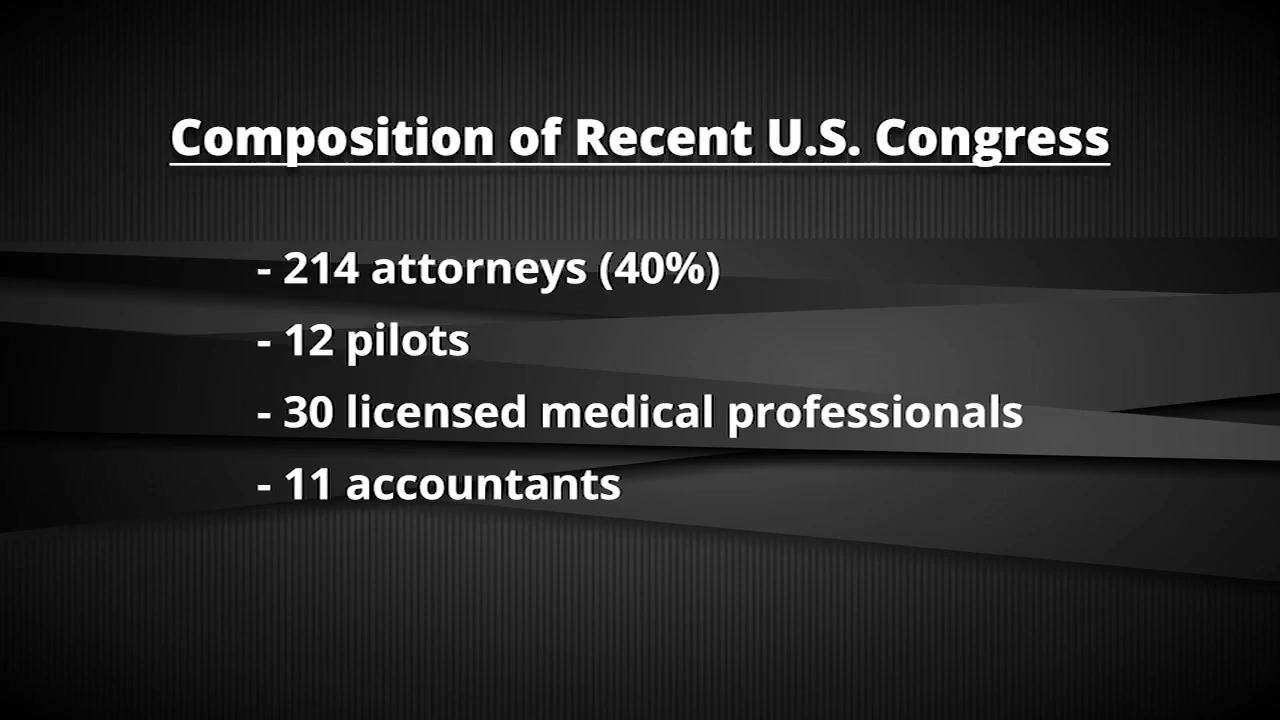 Composition of Recent U.S. Congress
- 214 attorneys (40%)
- 12 pilots
- 30 licensed medical professionals
- 11 accountants